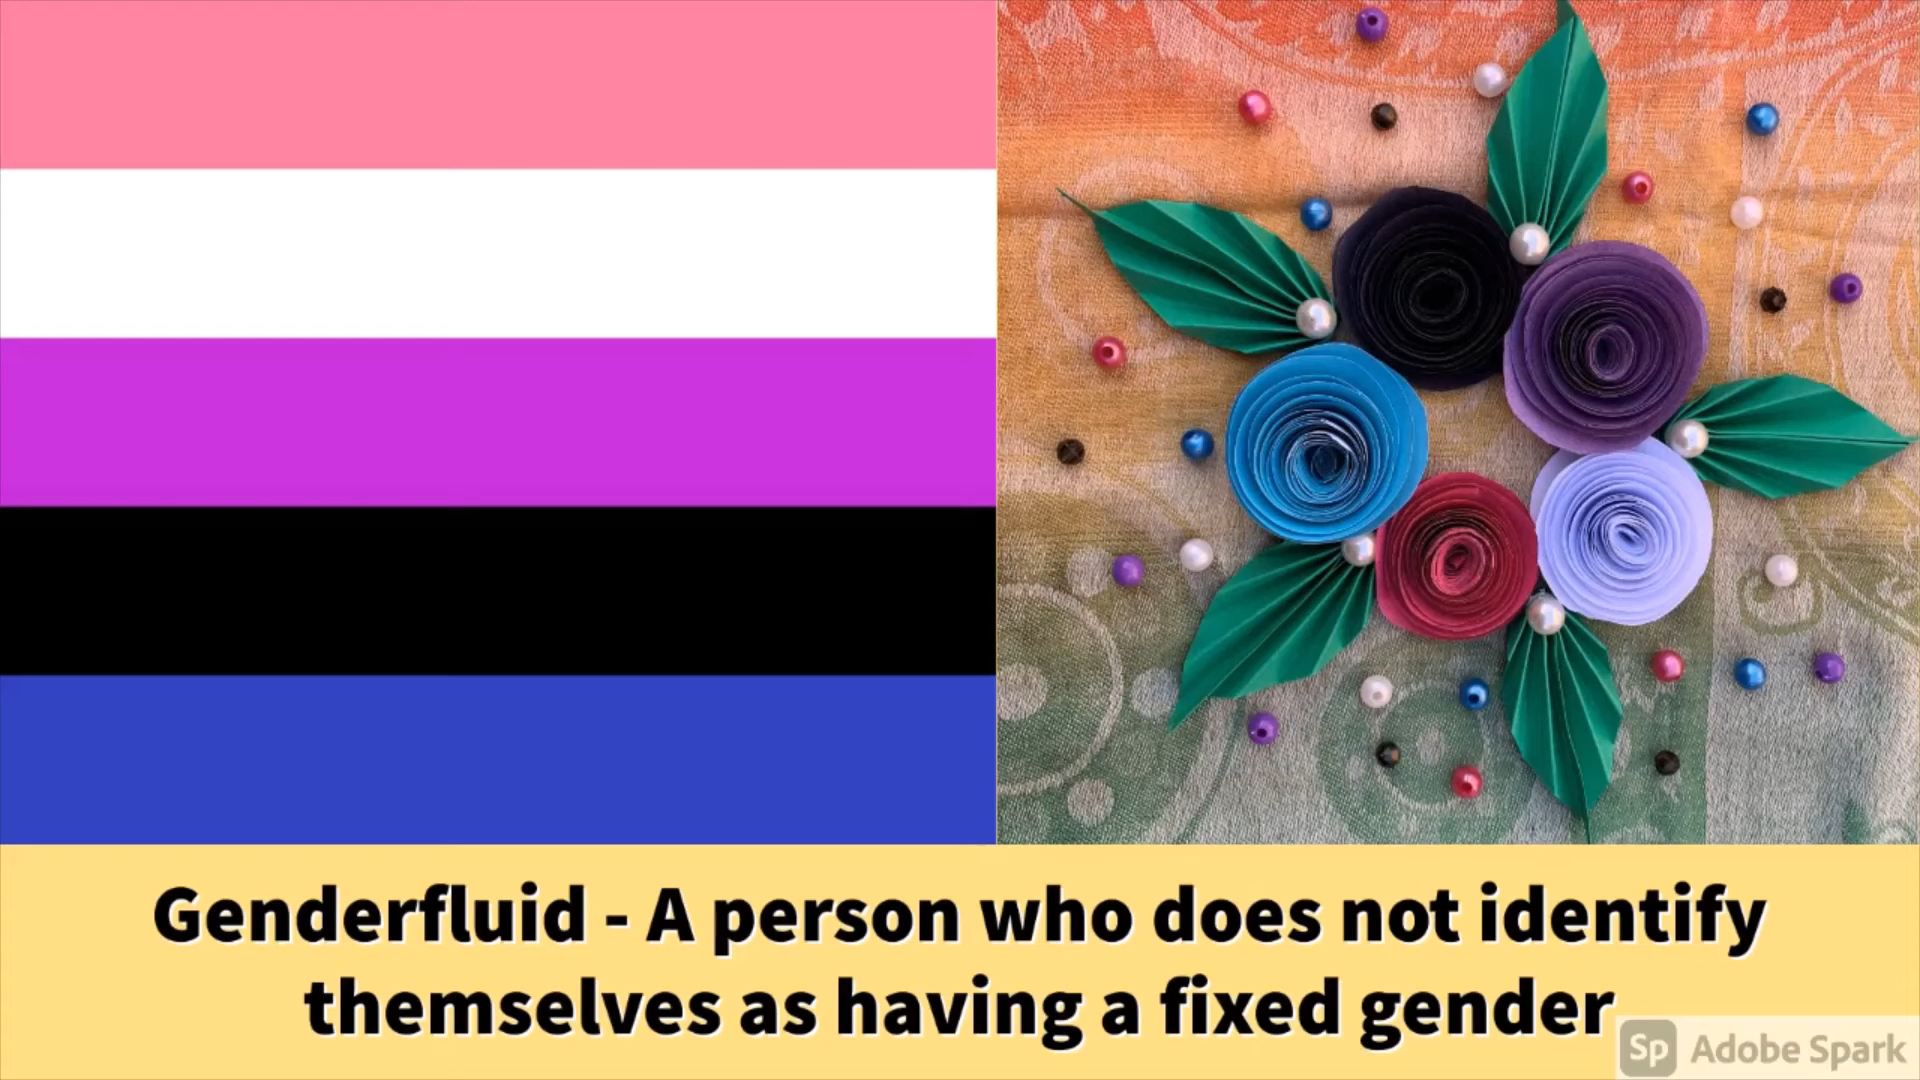 Genderfluid - A person who does not identify
themselves as having a fixed gender
Sp Adobe Spark